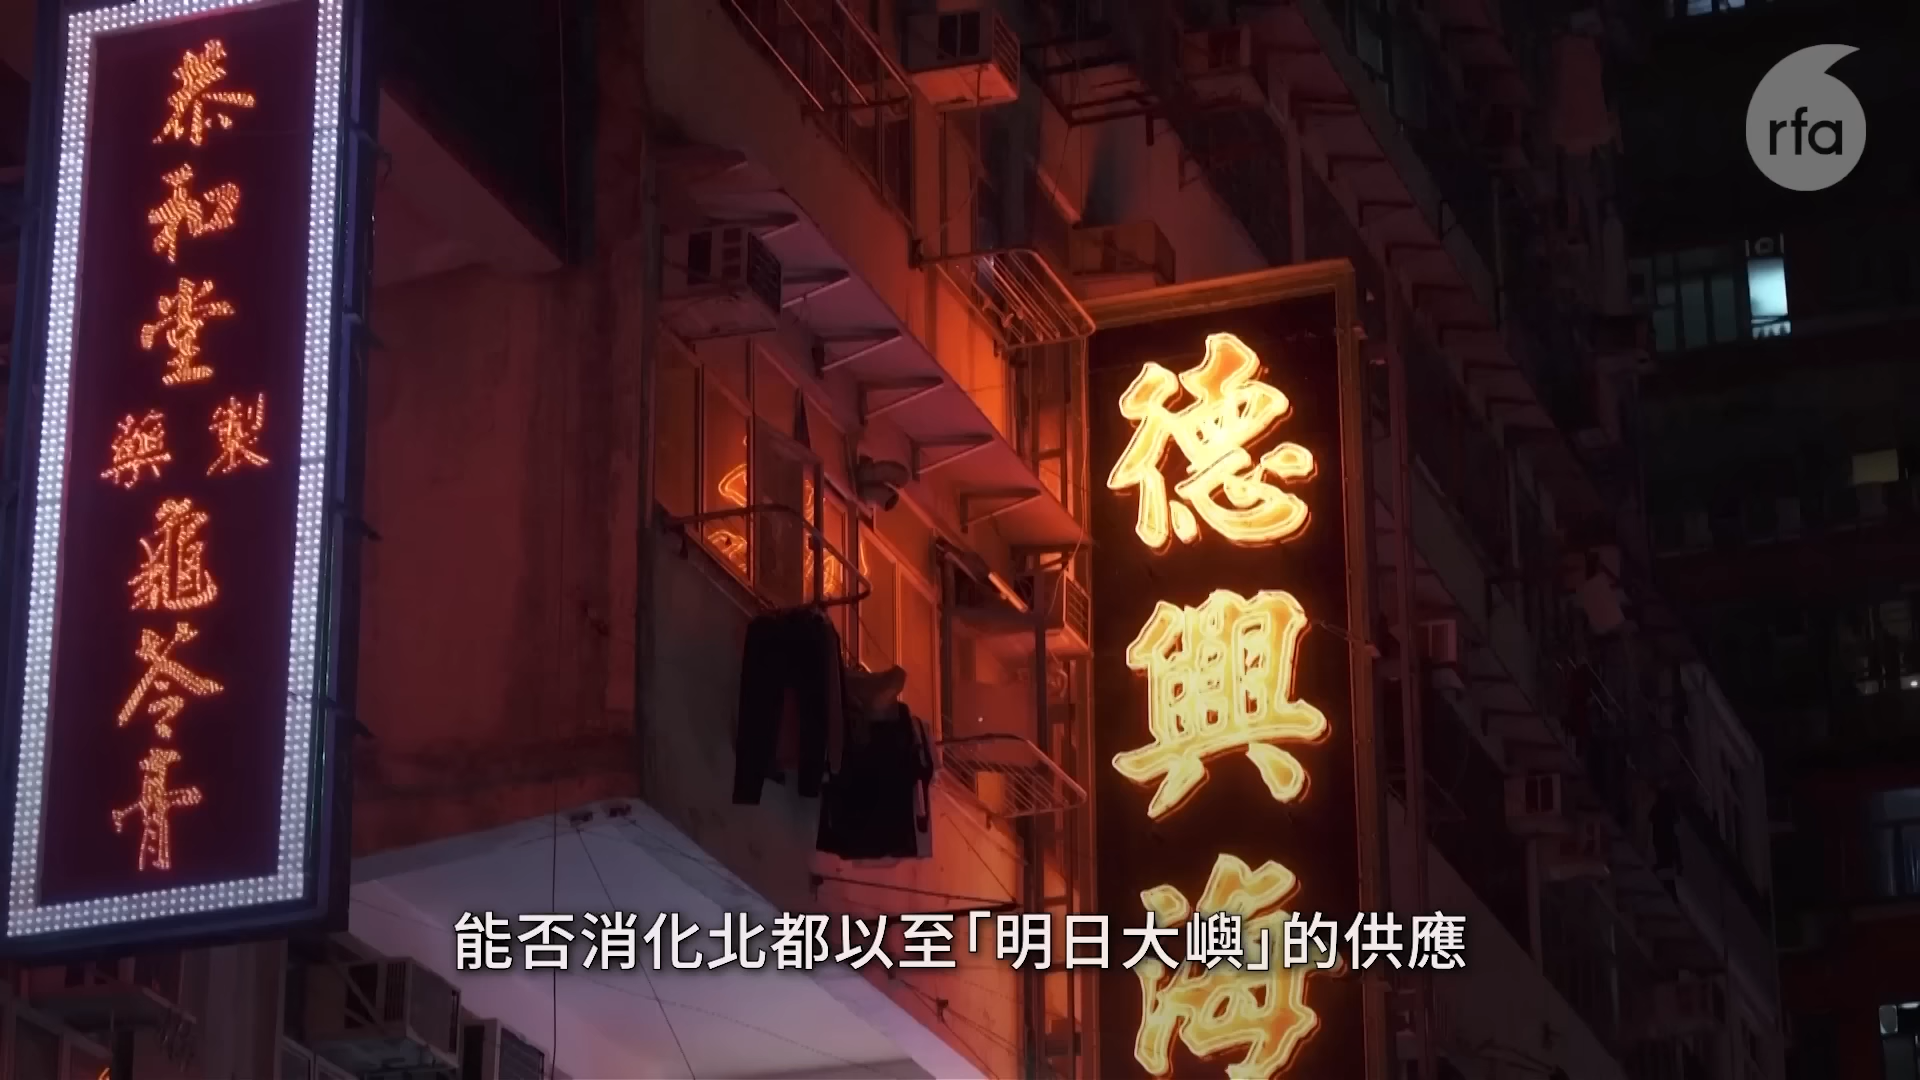 恭和堂
製藥
龜苓膏
德興海
rfa
能否消化北都以至「明日大嶼」的供應